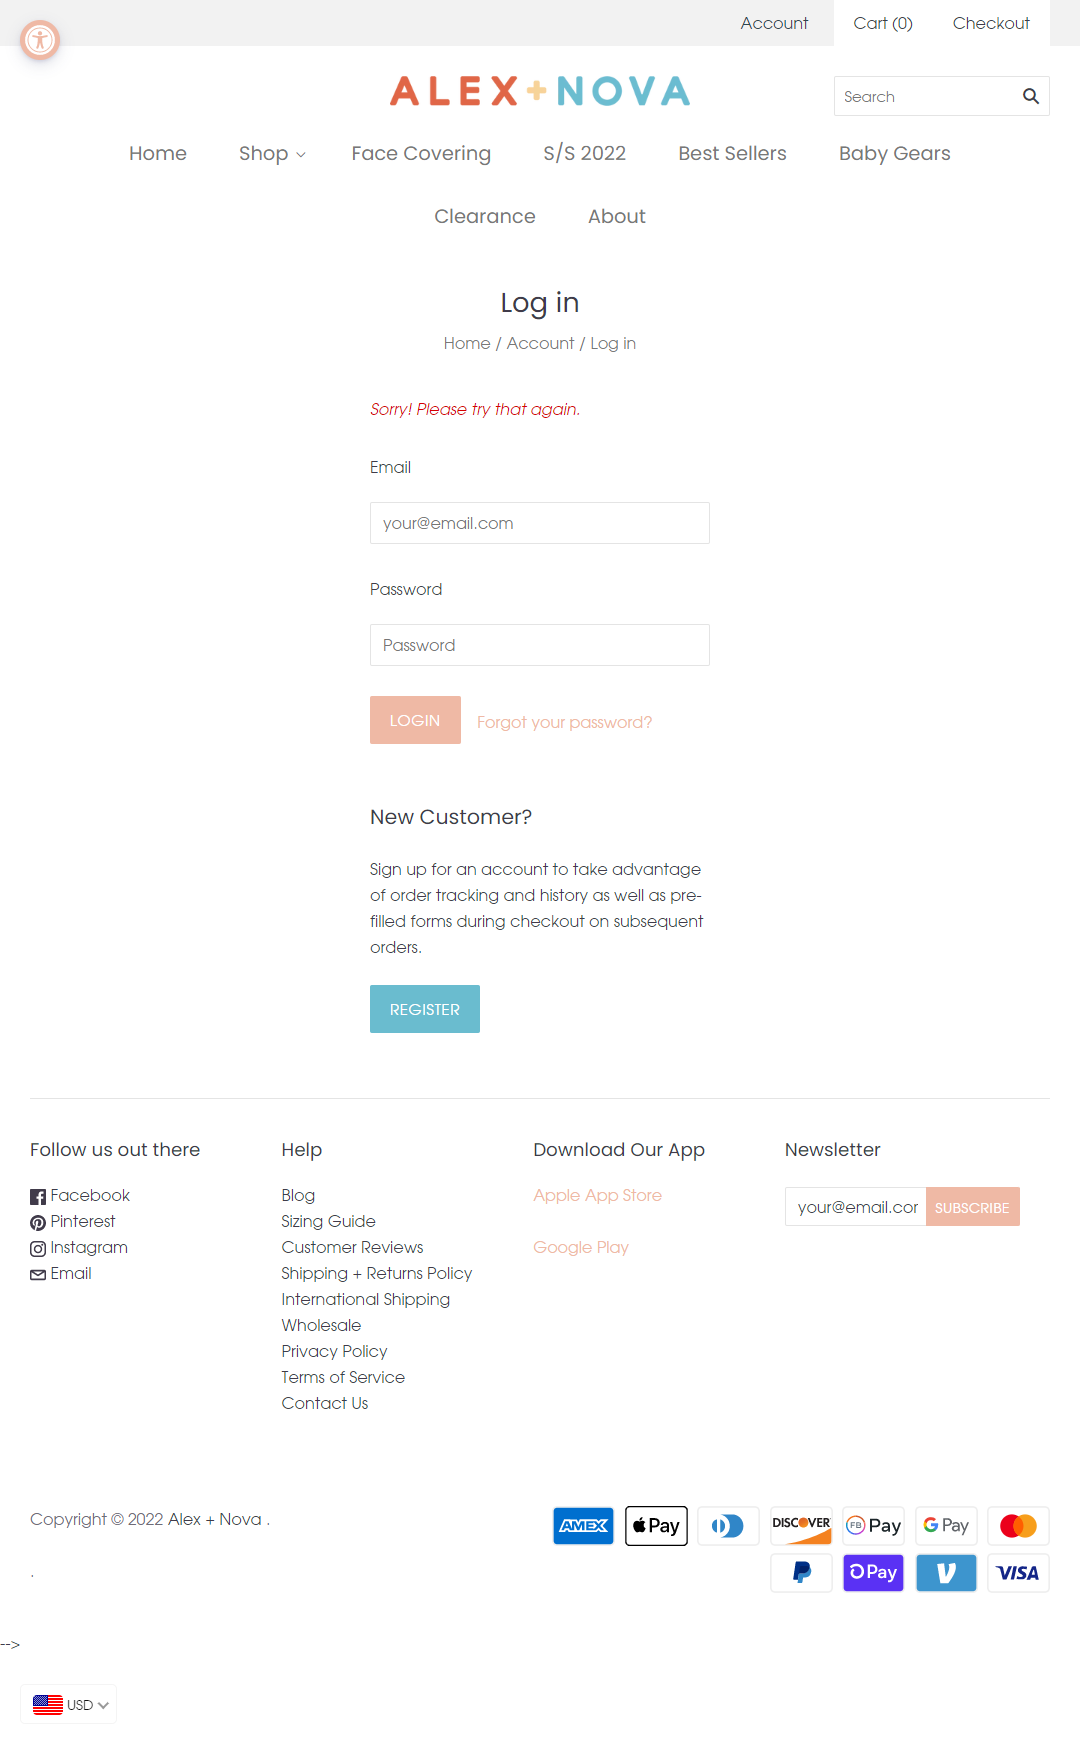 Account
Cart (0)
Checkout
ALEX+NOVA
Search
Home
Shop
Face Covering
S/S 2022
Best Sellers
Baby Gears
Clearance
About
Log in
Home / Account / Log in
Sorry! Please try that again.
Email
your@email.com
Password
Password
LOGIN
Forgot your password?
New Customer?
Sign up for an account to take advantage
of order tracking and history as well as pre-
filled forms during checkout on subsequent
orders.
REGISTER
Follow us out there
Facebook
Pinterest
Instagram
Email
Help
Blog
Sizing Guide
Customer Reviews
Shipping + Returns Policy
International Shipping
Wholesale
Privacy Policy
Terms of Service
Contact Us
Download Our App
Apple App Store
Google Play
Newsletter
your@email.cor
SUBSCRIBE
Copyright © 2022 Alex + Nova .
.
AMEX
Pay
DISCOVER
FB Pay
G Pay
Pay
VISA
-->
USD